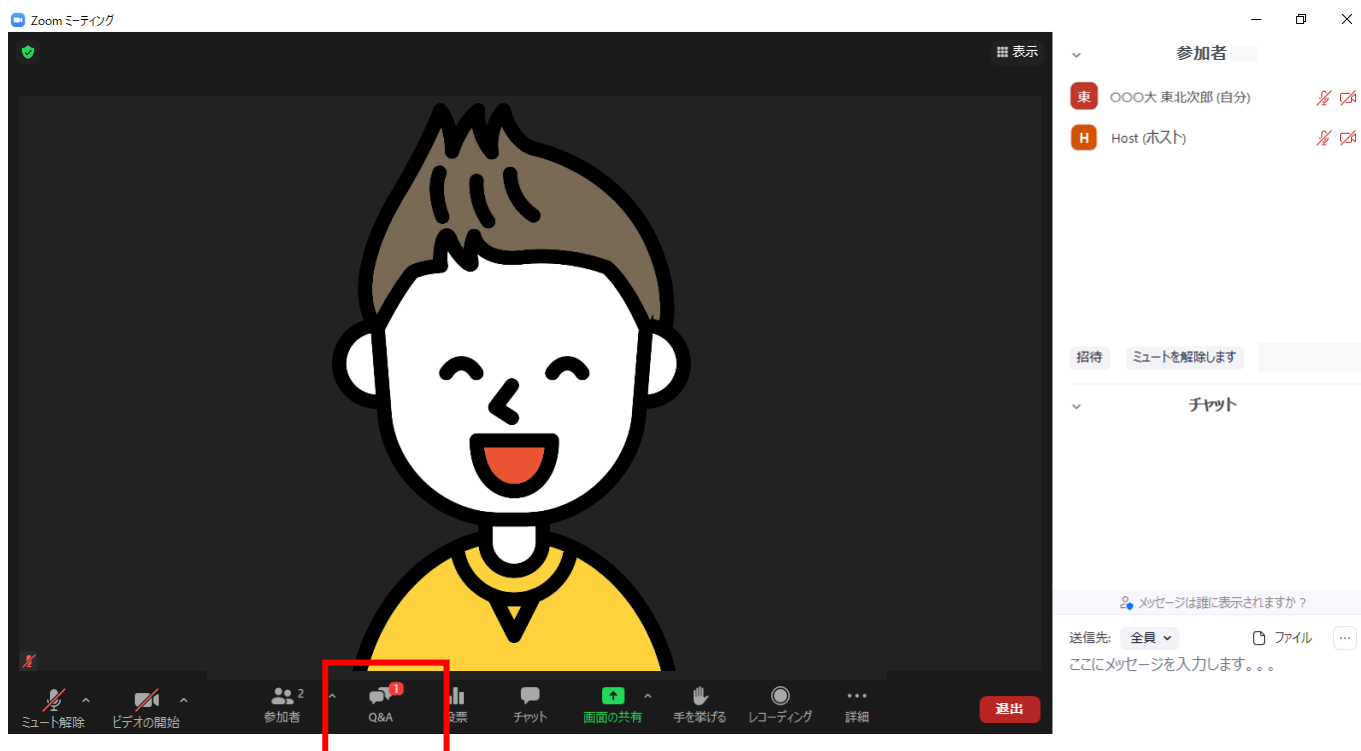 Zoom ミーティング
表示
参加者
東 〇〇〇大 東北次郎 (自分)
H Host (ホスト)
招待 ミュートを解除します
チャット
メッセージは誰に表示されますか？
送信先: 全員 ファイル
ここにメッセージを入力します。。。
ミュート解除
ビデオの開始
2
参加者
1
Q&A
票
チャット
画面の共有
手を挙げる
レコーディング
詳細
退出